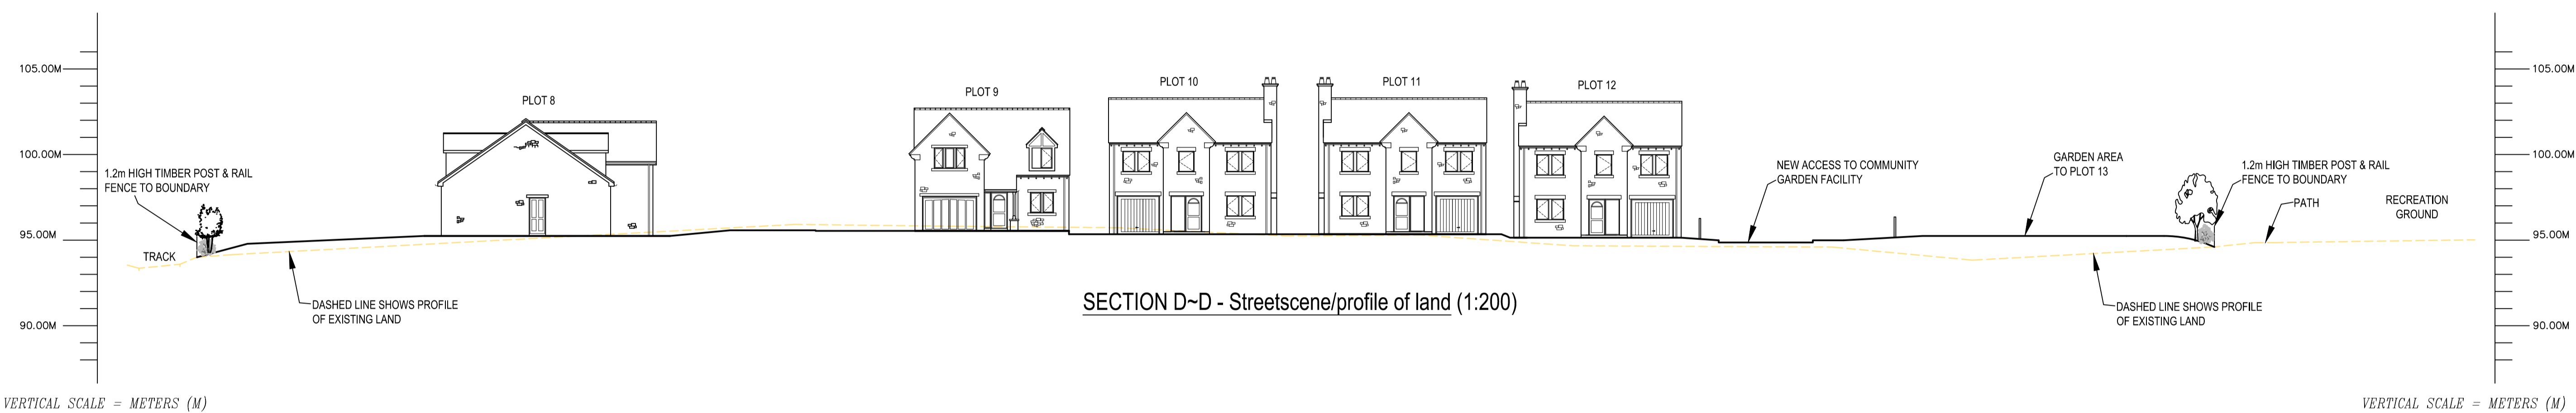 105.00M
100.00M
95.00M
90.00M
1.2m HIGH TIMBER POST & RAIL
FENCE TO BOUNDARY
TRACK
DASHED LINE SHOWS PROFILE
OF EXISTING LAND
PLOT 8
PLOT 9
PLOT 10
PLOT 11
PLOT 12
SECTION D~D - Streetscene/profile of land (1:200)
NEW ACCESS TO COMMUNITY
GARDEN FACILITY
GARDEN AREA
TO PLOT 13
1.2m HIGH TIMBER POST & RAIL
FENCE TO BOUNDARY
PATH
RECREATION
GROUND
DASHED LINE SHOWS PROFILE
OF EXISTING LAND
105.00M
100.00M
95.00M
90.00M
VERTICAL SCALE = METERS (M)
VERTICAL SCALE = METERS (M)